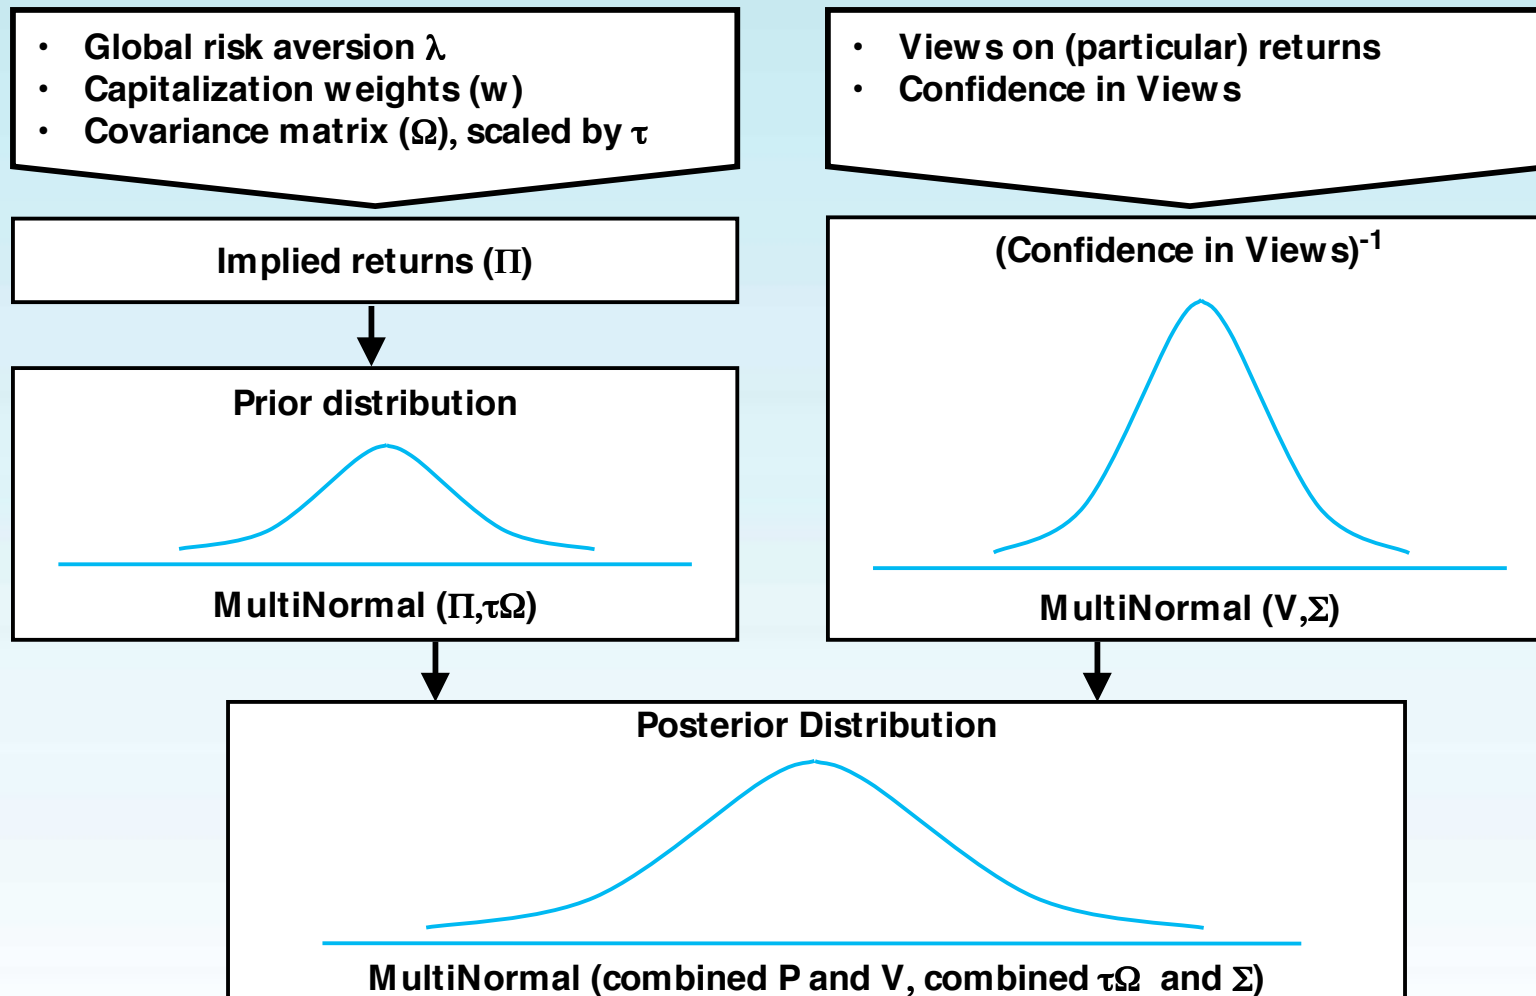 • Global risk aversion λ
• Capitalization weights (w)
• Covariance matrix (Ω), scaled by τ
• Views on (particular) returns
• Confidence in Views
Implied returns (Π)
(Confidence in Views)⁻¹
Prior distribution
MultiNormal (Π,τΩ)
MultiNormal (V,Σ)
Posterior Distribution
MultiNormal (combined P and V, combined τΩ and Σ)